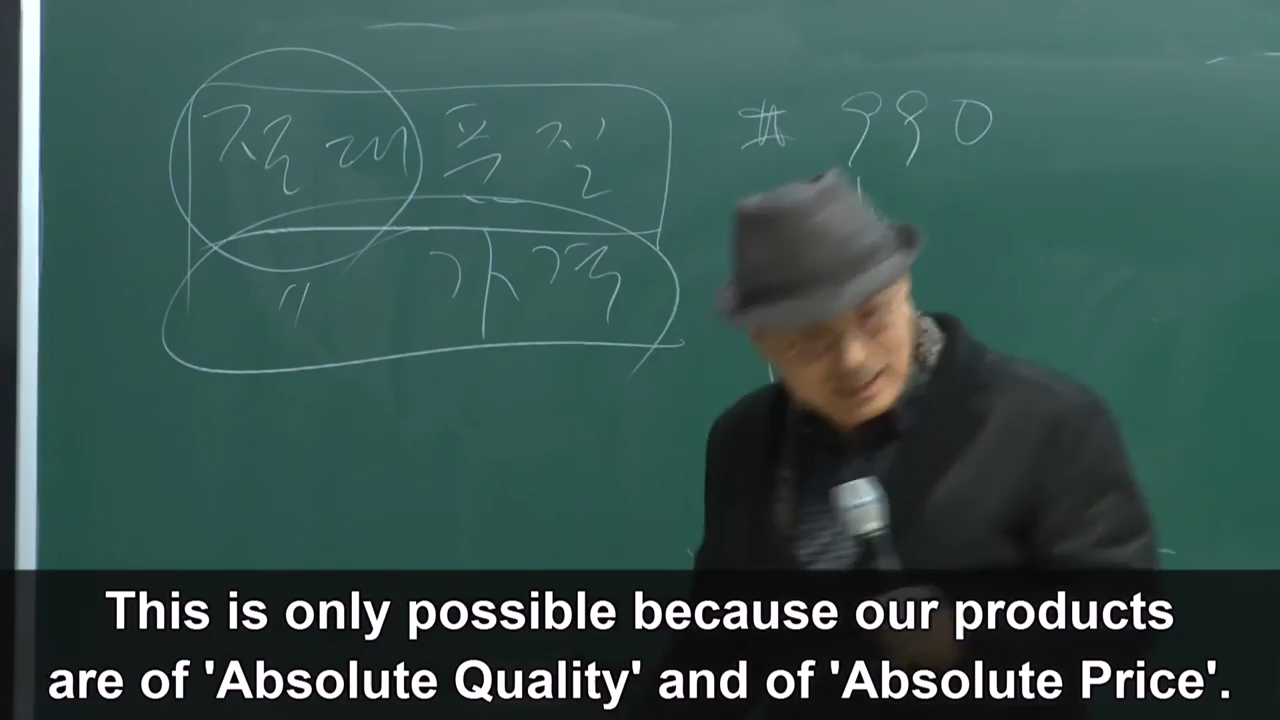 절대 품질
〃 가격
# 990
This is only possible because our products
are of 'Absolute Quality' and of 'Absolute Price'.